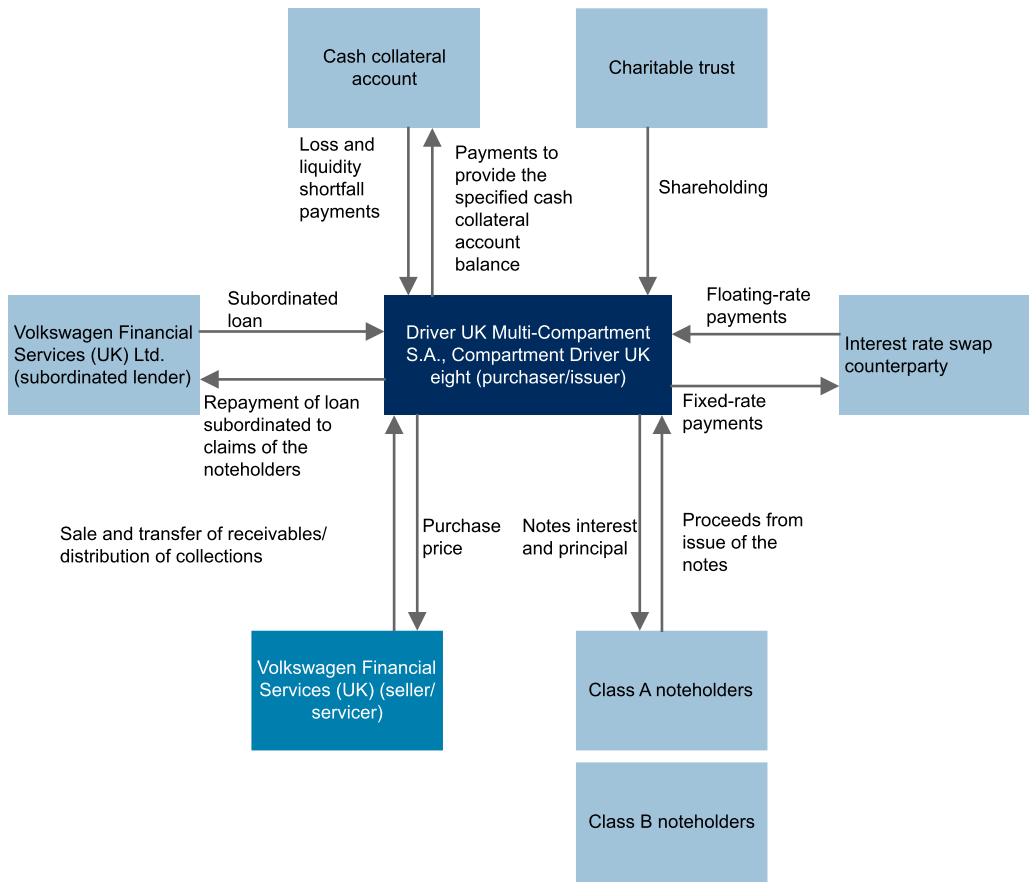 Cash collateral
account
Charitable trust
Loss and
liquidity
shortfall
payments
Payments to
provide the
specified cash
collateral
account
balance
Shareholding
Volkswagen Financial
Services (UK) Ltd.
(subordinated lender)
Subordinated
loan
Driver UK Multi-Compartment
S.A., Compartment Driver UK
eight (purchaser/issuer)
Floating-rate
payments
Interest rate swap
counterparty
Repayment of loan
subordinated to
claims of the
noteholders
Fixed-rate
payments
Sale and transfer of receivables/
distribution of collections
Purchase
price
Notes interest
and principal
Proceeds from
issue of the
notes
Volkswagen Financial
Services (UK) (seller/
servicer)
Class A noteholders
Class B noteholders